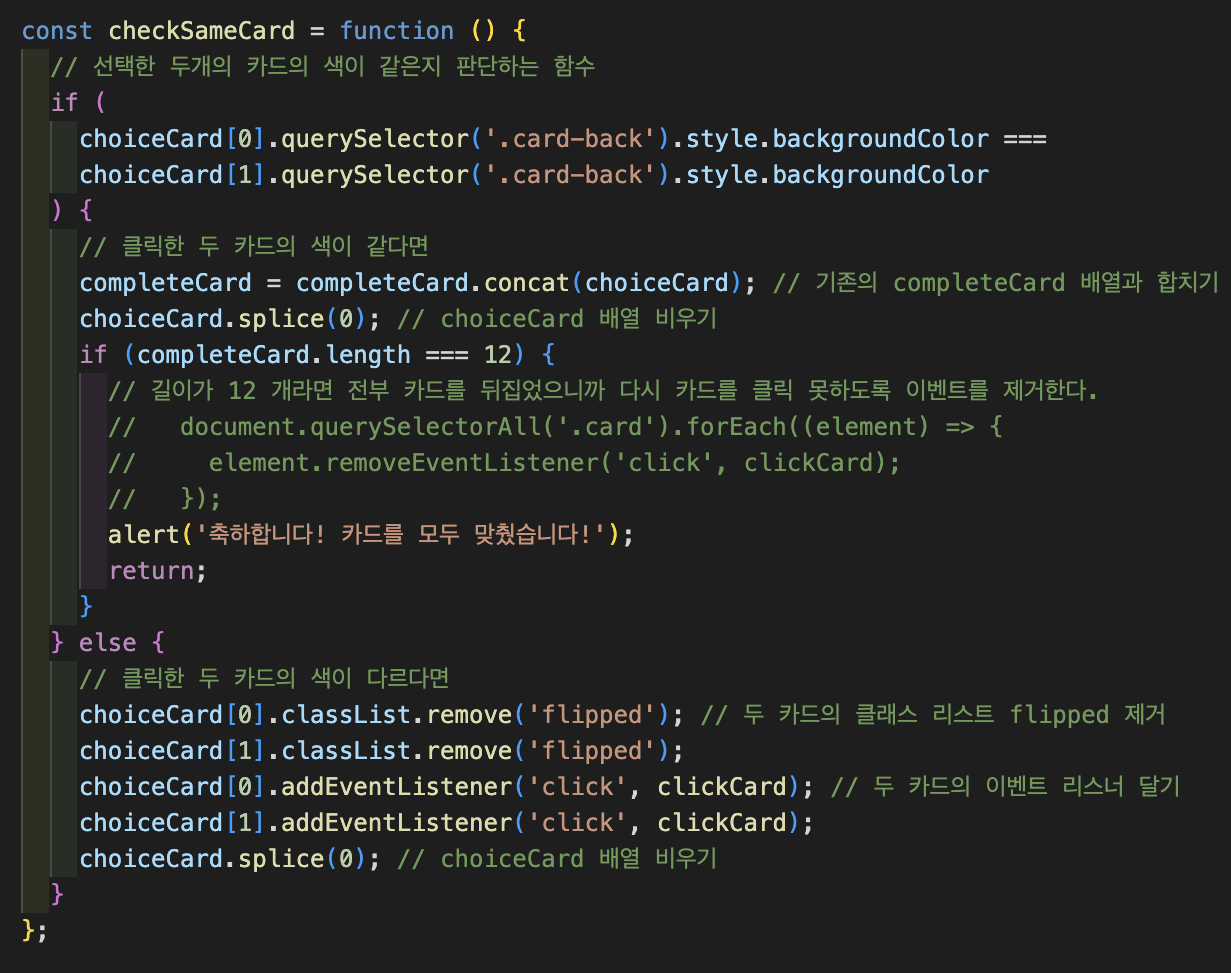 const checkSameCard = function () {
  // 선택한 두개의 카드의 색이 같은지 판단하는 함수
  if (
    choiceCard[0].querySelector('.card-back').style.backgroundColor ===
    choiceCard[1].querySelector('.card-back').style.backgroundColor
  ) {
    // 클릭한 두 카드의 색이 같다면
    completeCard = completeCard.concat(choiceCard); // 기존의 completeCard 배열과 합치기
    choiceCard.splice(0); // choiceCard 배열 비우기
    if (completeCard.length === 12) {
      // 길이가 12 개라면 전부 카드를 뒤집었으니까 다시 카드를 클릭 못하도록 이벤트를 제거한다.
      //   document.querySelectorAll('.card').forEach((element) => {
      //     element.removeEventListener('click', clickCard);
      //   });
      alert('축하합니다! 카드를 모두 맞췄습니다!');
      return;
    }
  } else {
    // 클릭한 두 카드의 색이 다르다면
    choiceCard[0].classList.remove('flipped'); // 두 카드의 클래스 리스트 flipped 제거
    choiceCard[1].classList.remove('flipped');
    choiceCard[0].addEventListener('click', clickCard); // 두 카드의 이벤트 리스너 달기
    choiceCard[1].addEventListener('click', clickCard);
    choiceCard.splice(0); // choiceCard 배열 비우기
  }
};